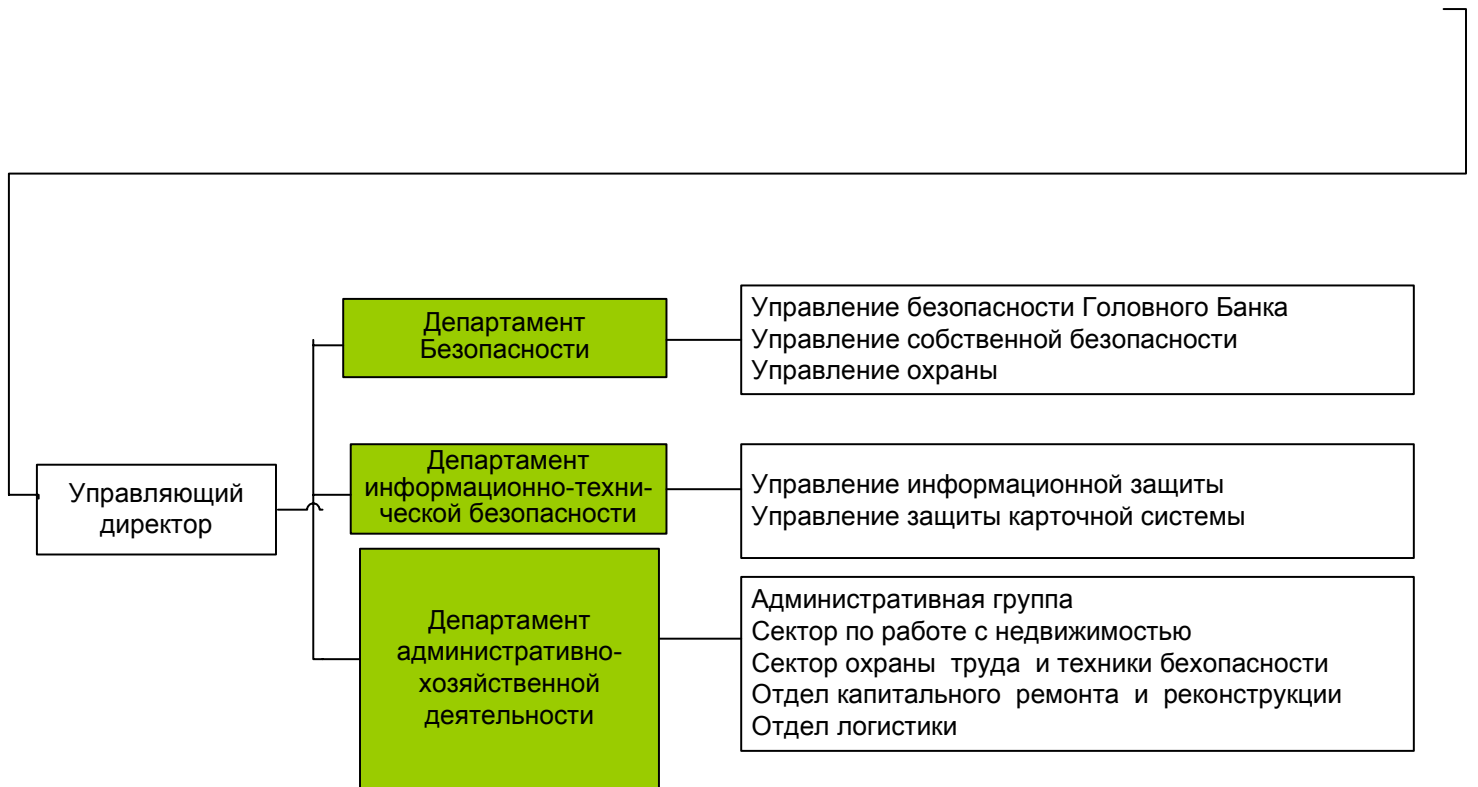 Департамент
Безопасности
Управление безопасности Головного Банка
Управление собственной безопасности
Управление охраны
Управляющий
директор
Департамент
информационно-техни-
ческой безопасности
Управление информационной защиты
Управление защиты карточной системы
Департамент
административно-
хозяйственной
деятельности
Административная группа
Сектор по работе с недвижимостью
Сектор охраны труда и техники бехопасности
Отдел капитального ремонта и реконструкции
Отдел логистики